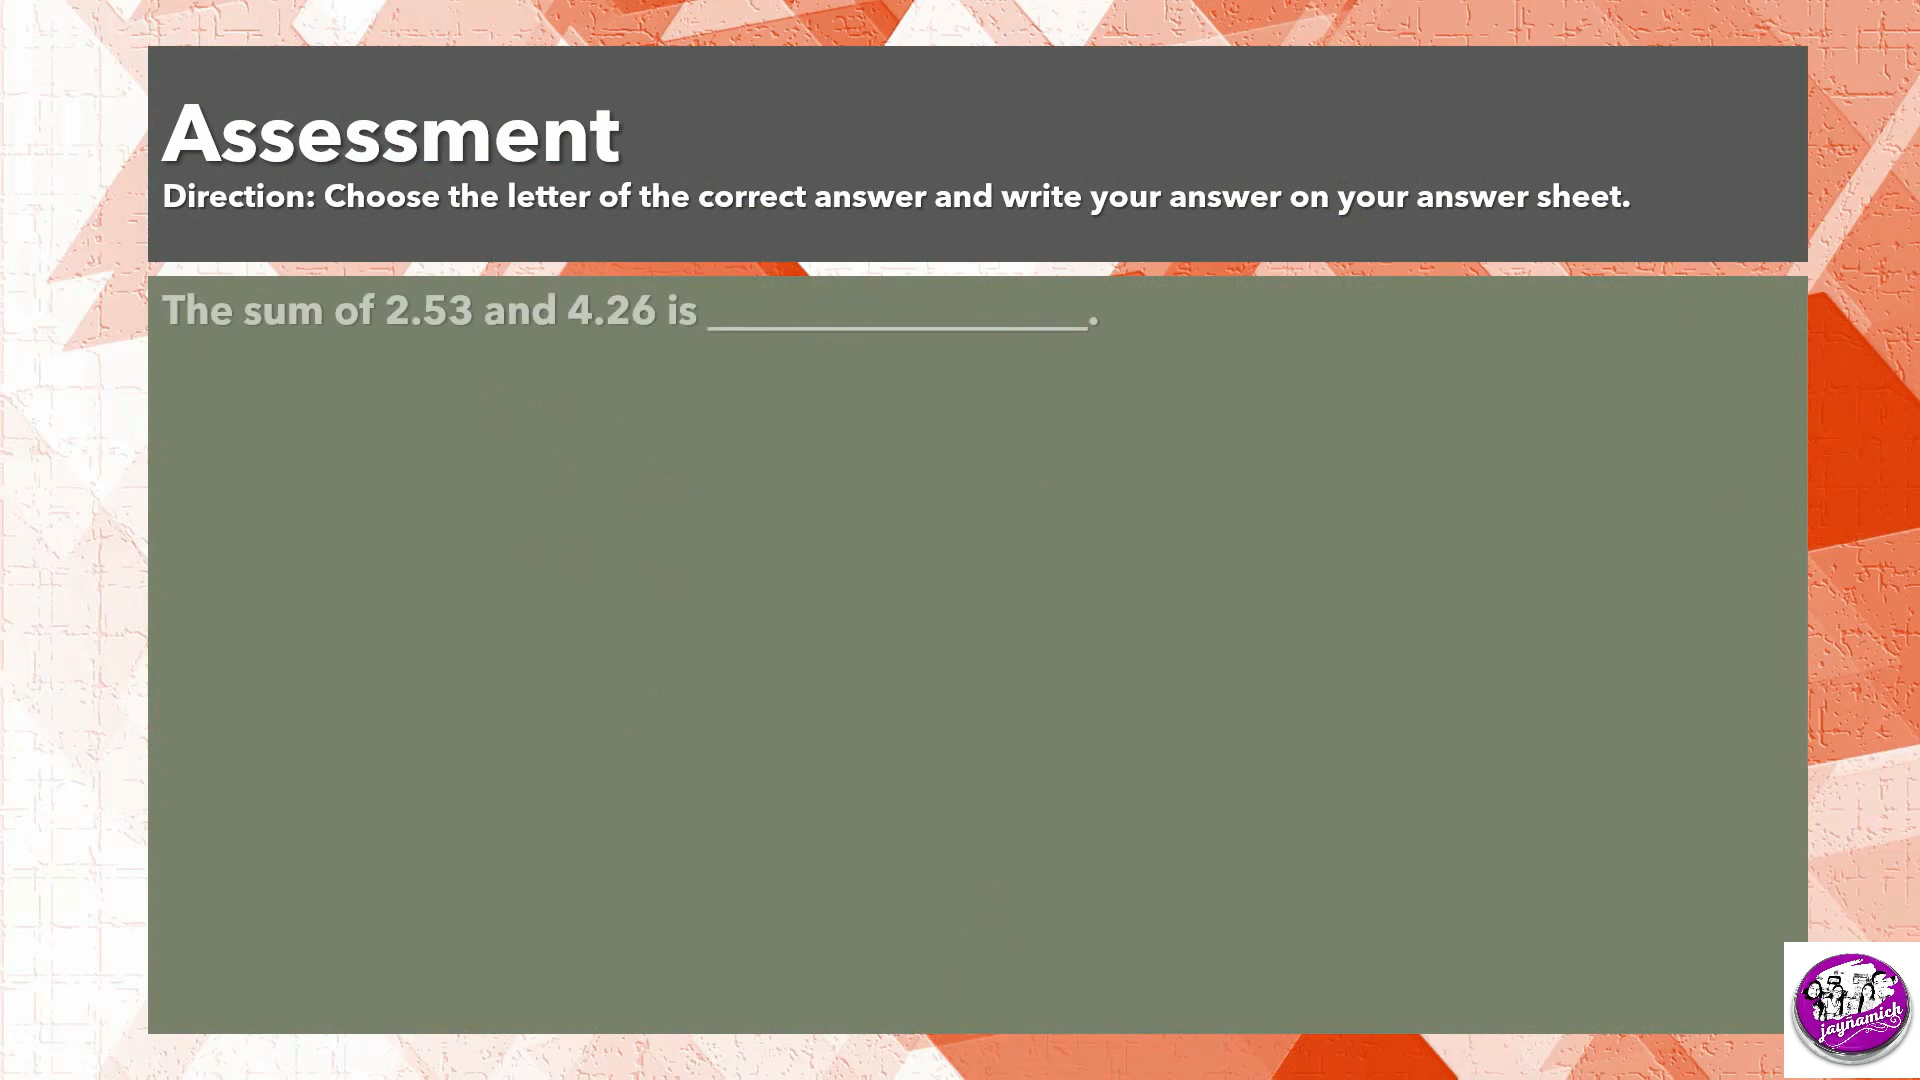 Assessment
Direction: Choose the letter of the correct answer and write your answer on your answer sheet.
The sum of 2.53 and 4.26 is ___________________.
jayñamich